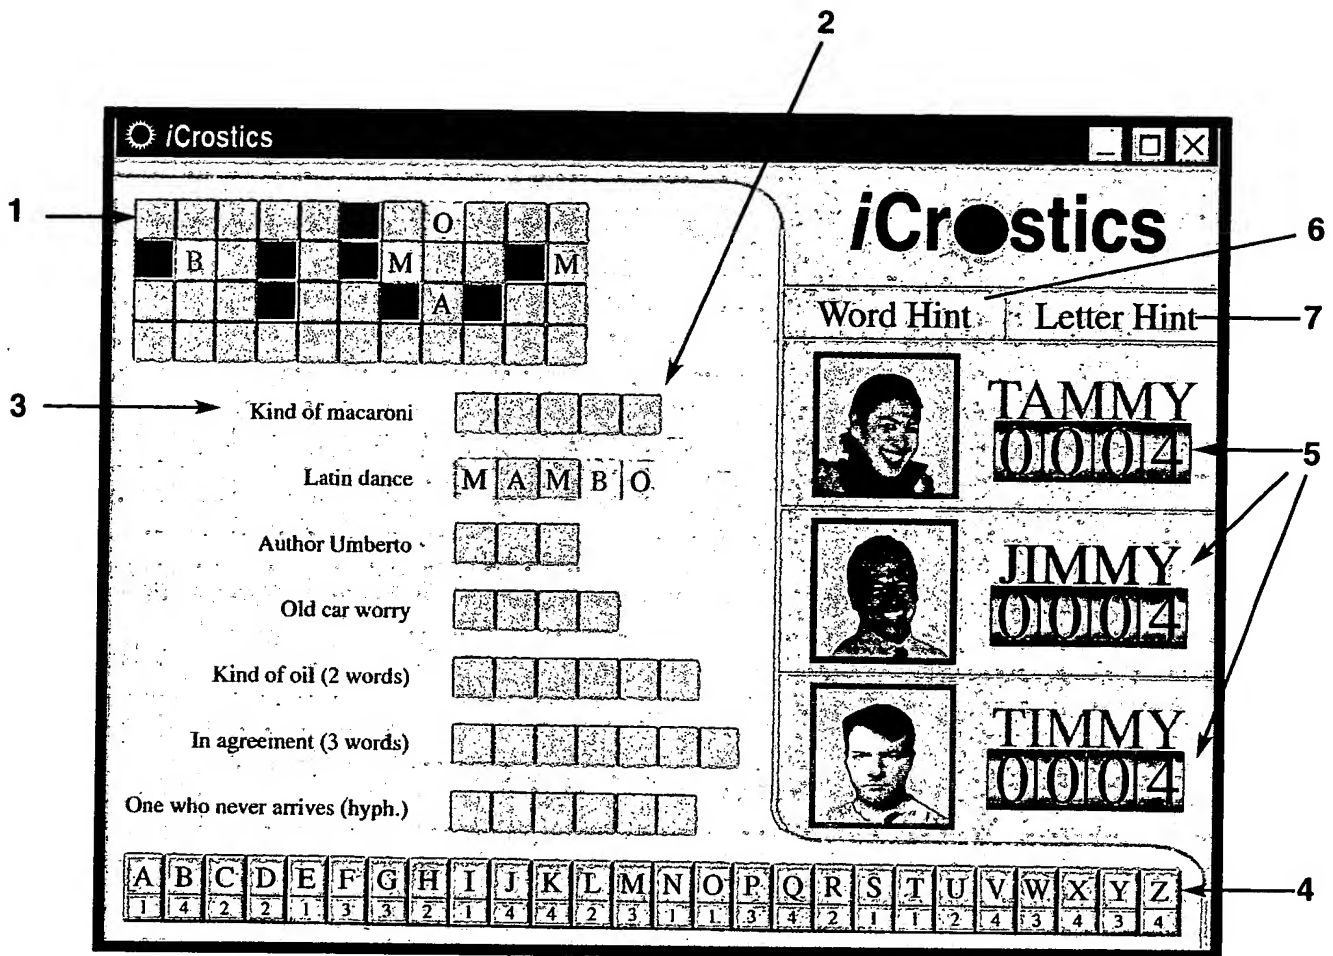 2
iCrostics
iCrostics
1
O
6
B M M
A
Word Hint Letter Hint
7
3
Kind of macaroni
TAMMY
0004
5
Latin dance
M A M B O
Author Umberto
JIMMY
0004
Old car worry
Kind of oil (2 words)
TIMMY
0004
In agreement (3 words)
One who never arrives (hyph.)
A B C D E F G H I J K L M N O P Q R S T U V W X Y Z
1 4 2 2 1 3 3 2 1 4 4 2 3 1 1 3 4 2 1 1 2 4 3 4 3 4
4